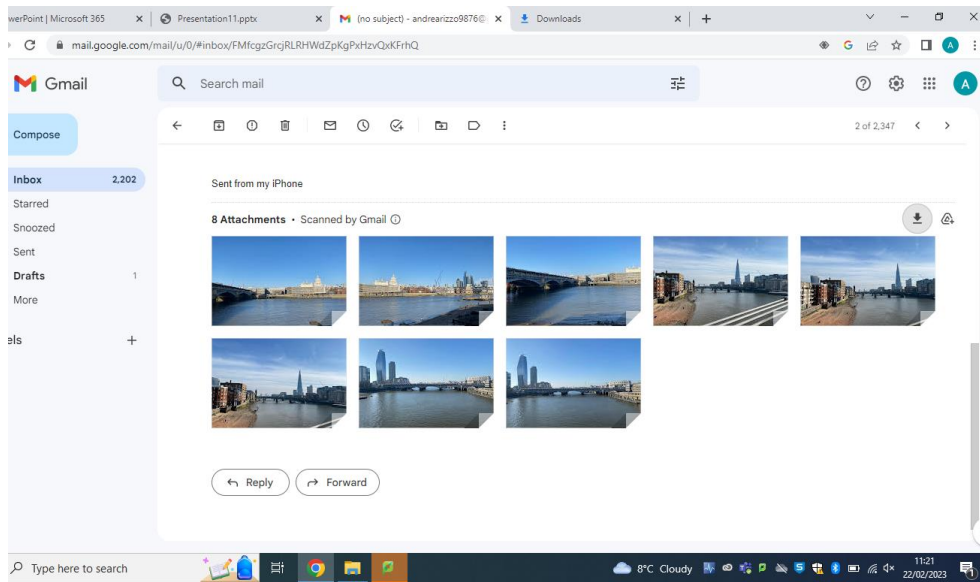 werPoint | Microsoft 365
Presentation11.pptx
(no subject) - andrearizzo9876@
Downloads
mail.google.com/mail/u/0/#inbox/FMfcgzGrcjRLRHWdZpKgPxHzvQxKFrhQ
Gmail
Search mail
A
Compose
2 of 2,347
Inbox 2,202
Starred
Snoozed
Sent
Drafts 1
More
els
Sent from my iPhone
8 Attachments • Scanned by Gmail
Reply
Forward
Type here to search
8°C Cloudy
11:21
22/02/2023